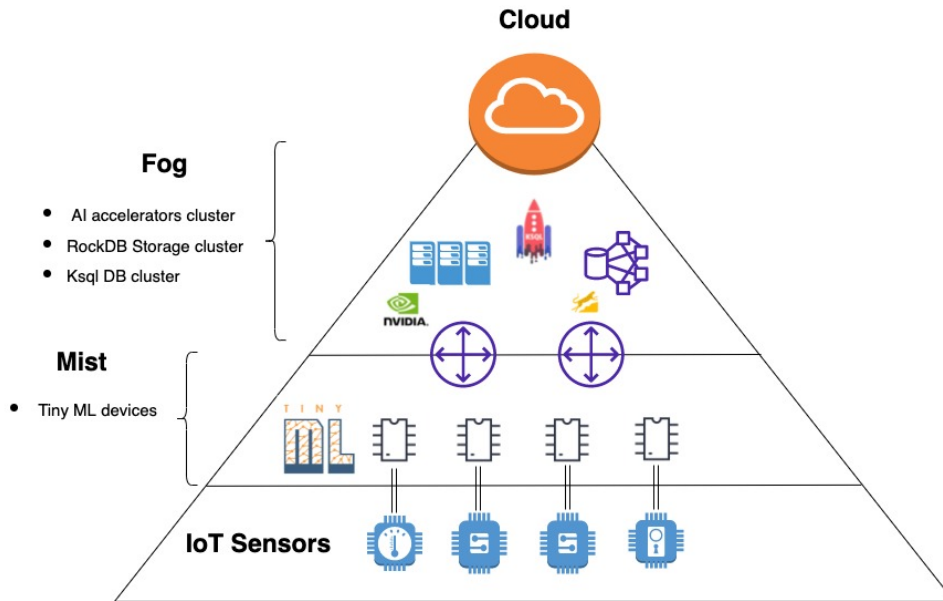 Cloud
Fog
AI accelerators cluster
RockDB Storage cluster
Ksql DB cluster
KSQL
NVIDIA.
Mist
Tiny ML devices
TINY
ML
IoT Sensors